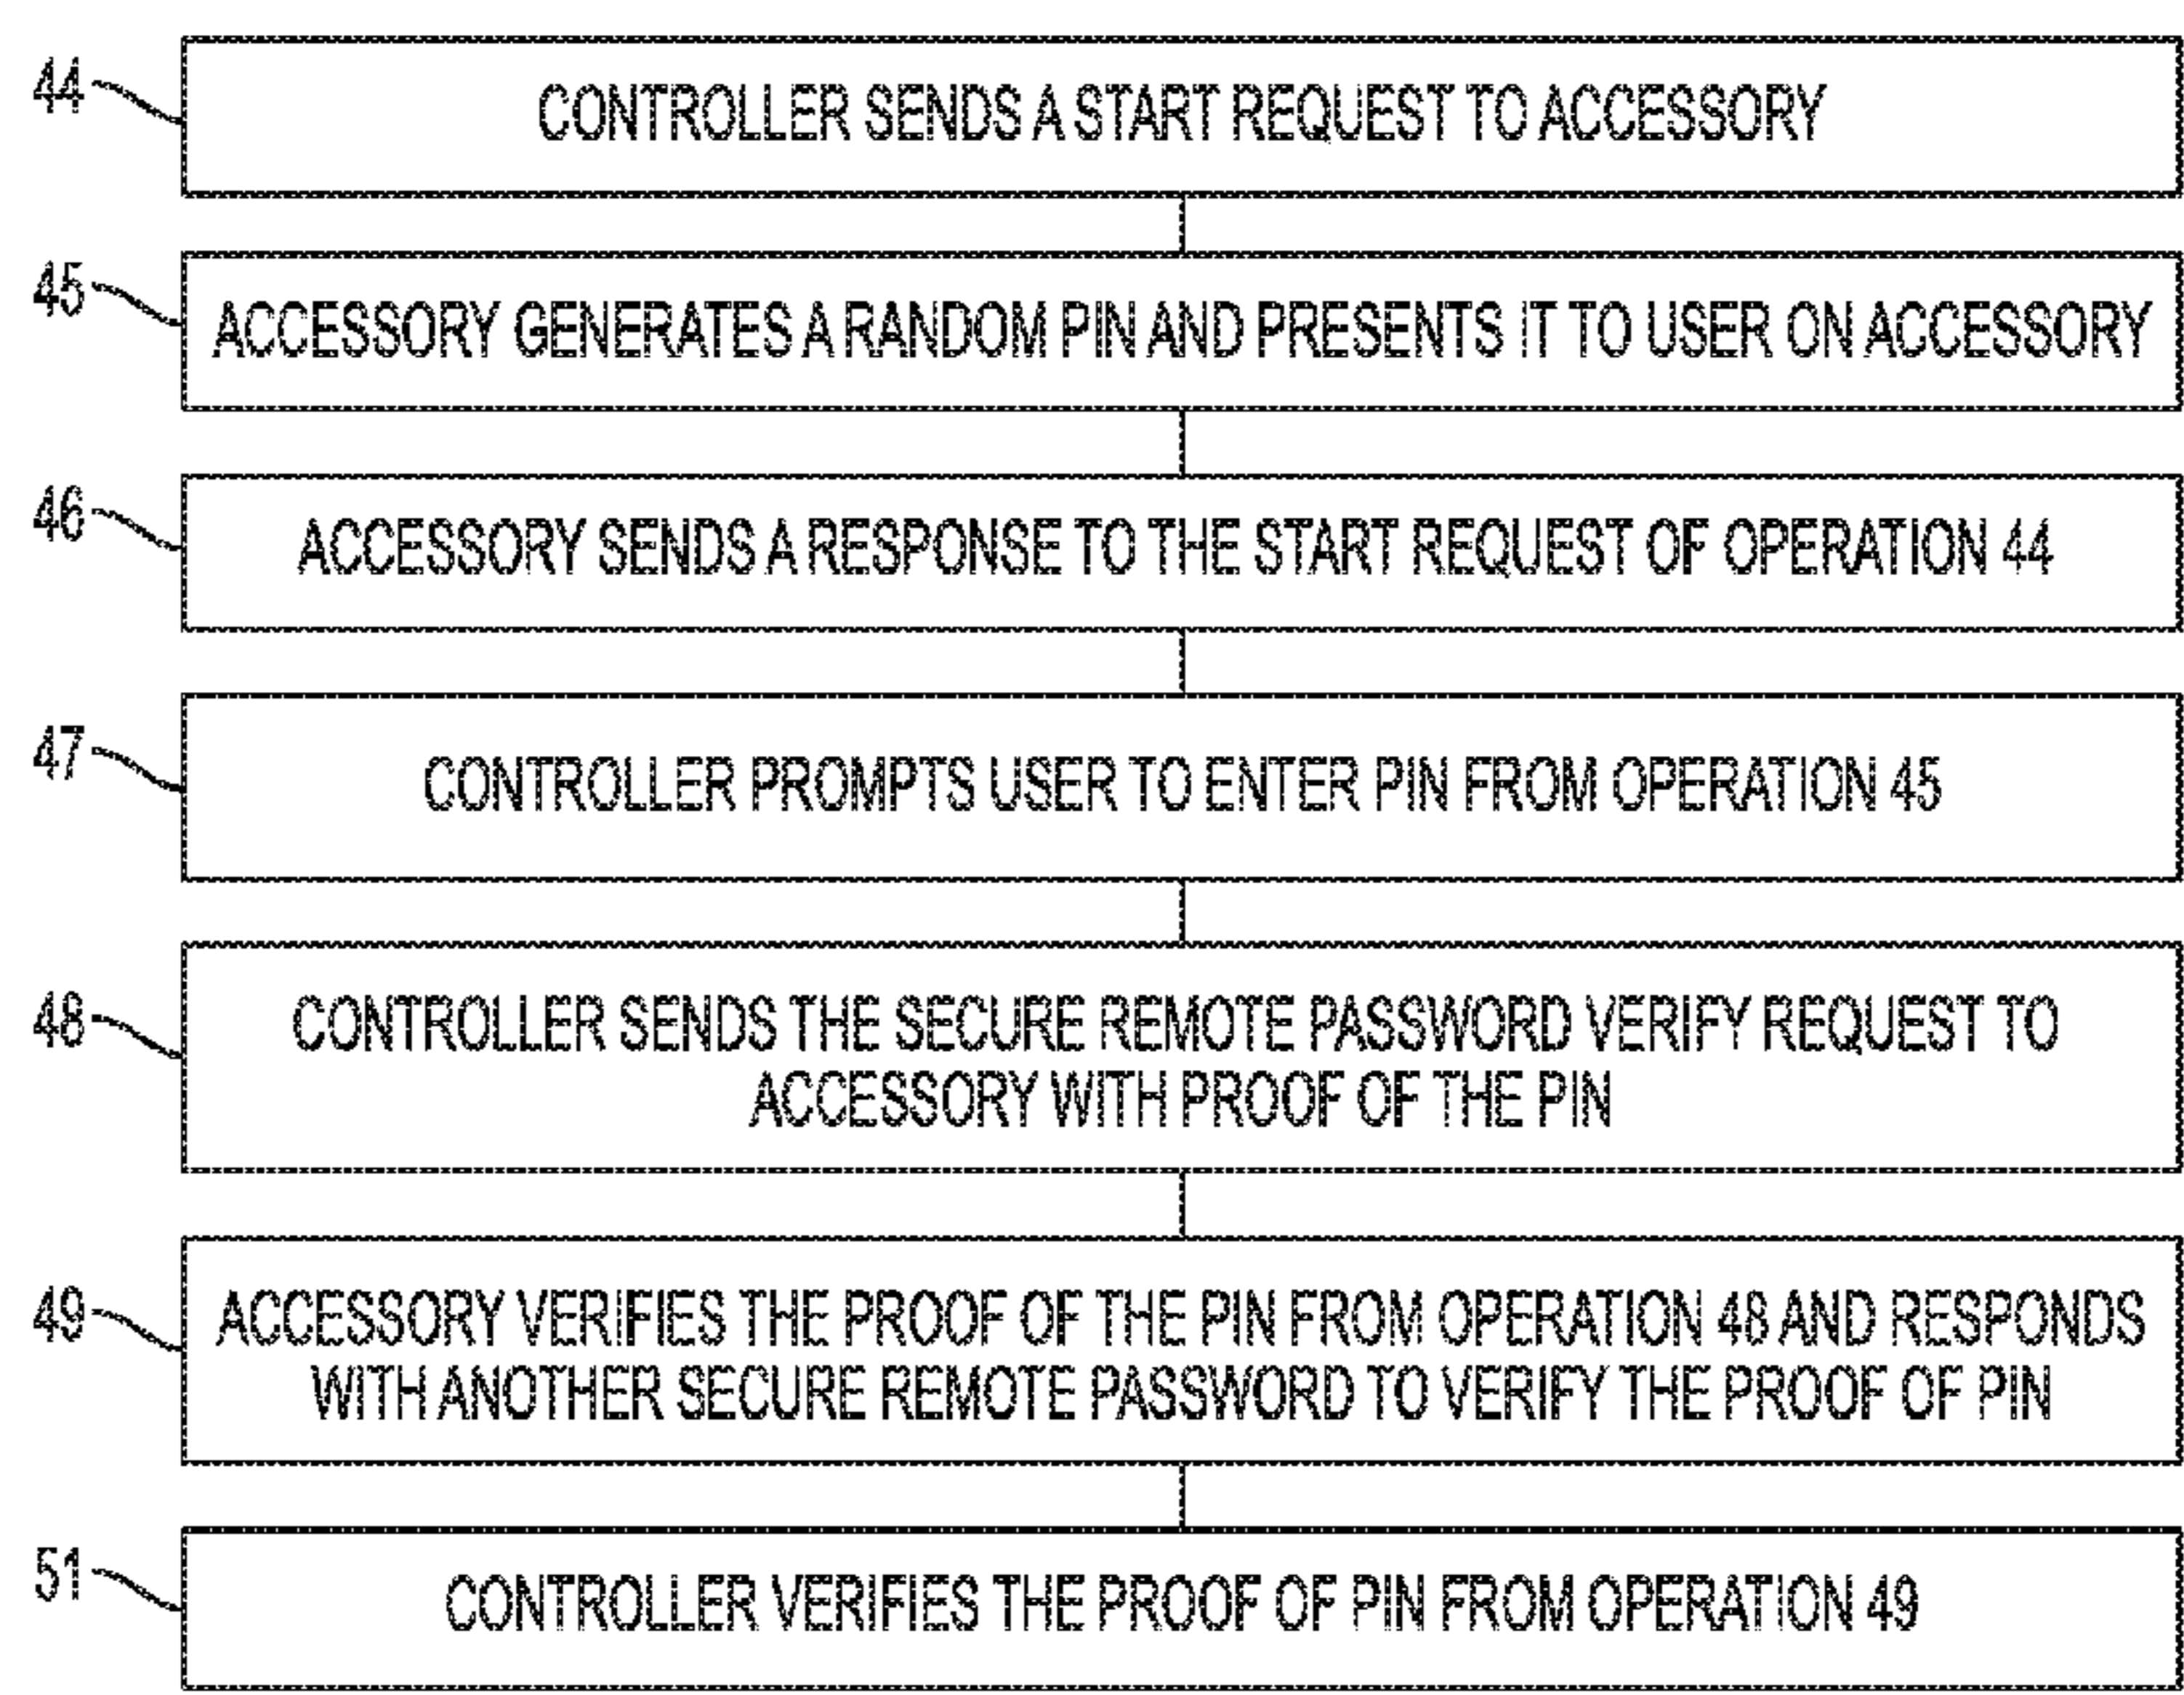 44
CONTROLLER SENDS A START REQUEST TO ACCESSORY
45
ACCESSORY GENERATES A RANDOM PIN AND PRESENTS IT TO USER ON ACCESSORY
46
ACCESSORY SENDS A RESPONSE TO THE START REQUEST OF OPERATION 44
47
CONTROLLER PROMPTS USER TO ENTER PIN FROM OPERATION 45
48
CONTROLLER SENDS THE SECURE REMOTE PASSWORD VERIFY REQUEST TO
ACCESSORY WITH PROOF OF THE PIN
49
ACCESSORY VERIFIES THE PROOF OF THE PIN FROM OPERATION 48 AND RESPONDS
WITH ANOTHER SECURE REMOTE PASSWORD TO VERIFY THE PROOF OF PIN
51
CONTROLLER VERIFIES THE PROOF OF PIN FROM OPERATION 49